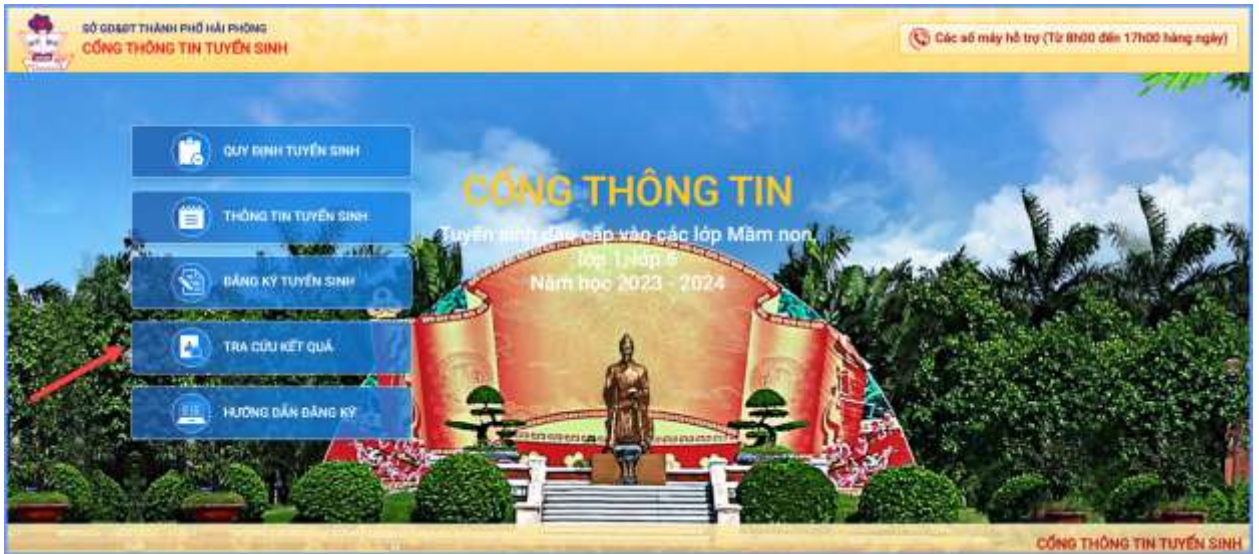 SỞ GD&ĐT THÀNH PHỐ HẢI PHÒNG
CỔNG THÔNG TIN TUYỂN SINH
Các số máy hỗ trợ (Từ 8h00 đến 17h00 hàng ngày)
QUY ĐỊNH TUYỂN SINH
THÔNG TIN TUYỂN SINH
ĐĂNG KÝ TUYỂN SINH
TRA CỨU KẾT QUẢ
HƯỚNG DẪN ĐĂNG KÝ
CỔNG THÔNG TIN
Tuyển sinh đầu cấp vào các lớp Mầm non,
lớp 1, lớp 6
Năm học 2023 - 2024
CỔNG THÔNG TIN TUYỂN SINH